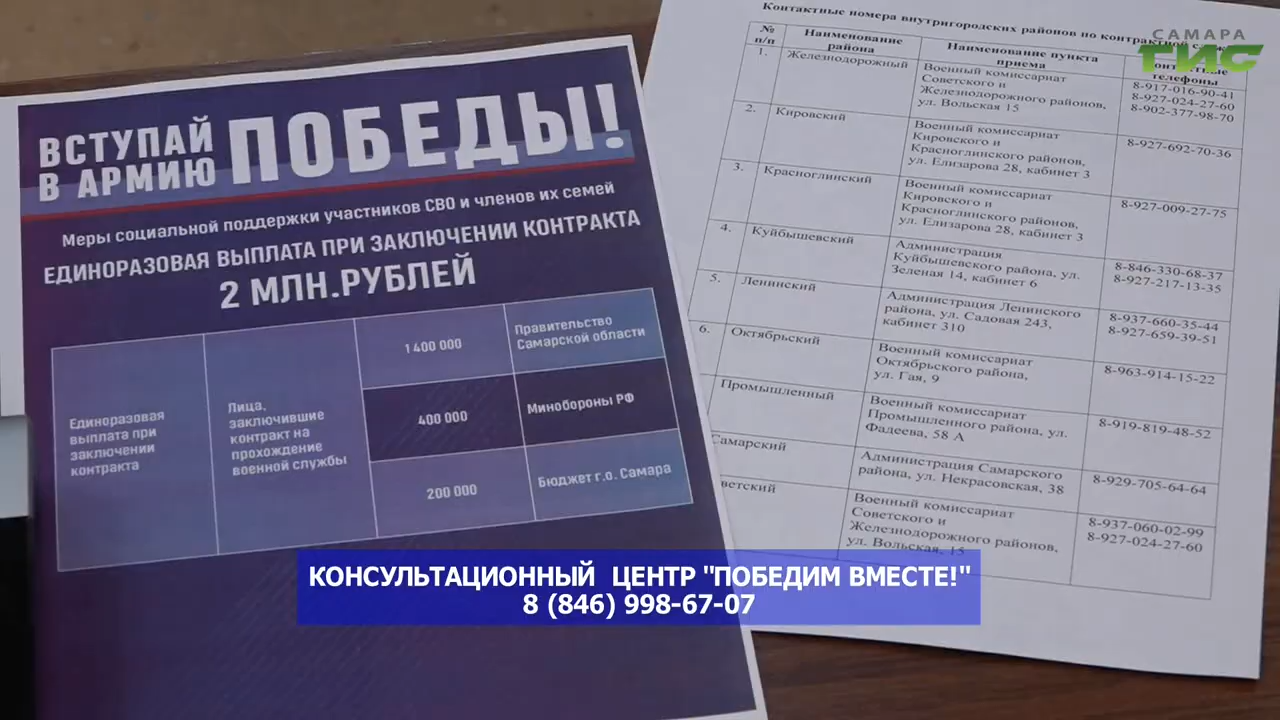 ВСТУПАЙ
В АРМИЮ
ПОБЕДЫ!
Меры социальной поддержки участников СВО и членов их семей
ЕДИНОРАЗОВАЯ ВЫПЛАТА ПРИ ЗАКЛЮЧЕНИИ КОНТРАКТА
2 МЛН.РУБЛЕЙ
Единоразовая
выплата при
заключении
контракта
Лица,
заключившие
контракт на
прохождение
военной службы
1 400 000
Правительство
Самарской области
400 000
Минобороны РФ
200 000
Бюджет г.о. Самара
Контактные номера внутригородских районов по
САМАРА
ТИС
№
п/п
Наименование
района
Наименование пункта
приема
телефоны
1.
Железнодорожный
Военный комиссариат
Советского и
Железнодорожного районов,
ул. Вольская 15
8-917-016-90-41
8-927-024-27-60
8-902-377-98-70
2.
Кировский
Военный комиссариат
Кировского и
Красноглинского районов,
ул. Елизарова 28, кабинет 3
8-927-692-70-36
3.
Красноглинский
Военный комиссариат
Кировского и
Красноглинского районов,
ул. Елизарова 28, кабинет 3
8-927-009-27-75
4.
Куйбышевский
Администрация
Куйбышевского района, ул.
Зеленая 14, кабинет 6
8-846-330-68-37
8-927-217-13-35
5.
Ленинский
Администрация Ленинского
района, ул. Садовая 243,
кабинет 310
8-937-660-35-44
8-927-659-39-51
6.
Октябрьский
Военный комиссариат
Октябрьского района,
ул. Гая, 9
8-963-914-15-22
Промышленный
Военный комиссариат
Промышленного района, ул.
Фадеева, 58 А
8-919-819-48-52
Самарский
Администрация Самарского
района, ул. Некрасовская, 38
8-929-705-64-64
ветский
Военный комиссариат
Советского и
Железнодорожного районов,
ул. Вольская, 15
8-937-060-02-99
8-927-024-27-60
КОНСУЛЬТАЦИОННЫЙ ЦЕНТР "ПОБЕДИМ ВМЕСТЕ!"
8 (846) 998-67-07